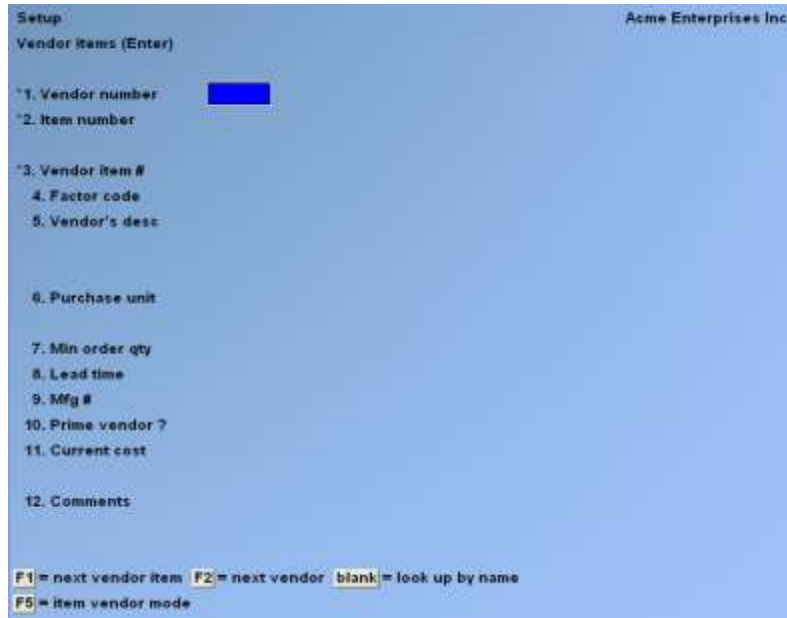 Setup Acme Enterprises Inc
Vendor items (Enter)
*1. Vendor number
*2. Item number
*3. Vendor item #
4. Factor code
5. Vendor's desc
6. Purchase unit
7. Min order qty
8. Lead time
9. Mfg #
10. Prime vendor ?
11. Current cost
12. Comments
F1 = next vendor item F2 = next vendor blank = look up by name
F5 = item vendor mode